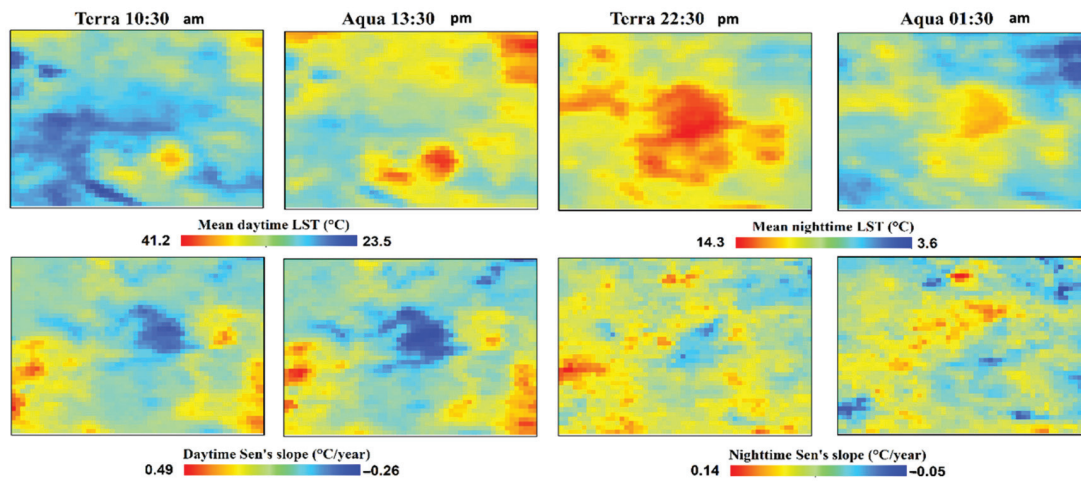 Terra 10:30 am Aqua 13:30 pm Terra 22:30 pm Aqua 01:30 am
Mean daytime LST (°C) Mean nighttime LST (°C)
41.2 23.5 14.3 3.6
Daytime Sen's slope (°C/year) Nighttime Sen's slope (°C/year)
0.49 −0.26 0.14 −0.05